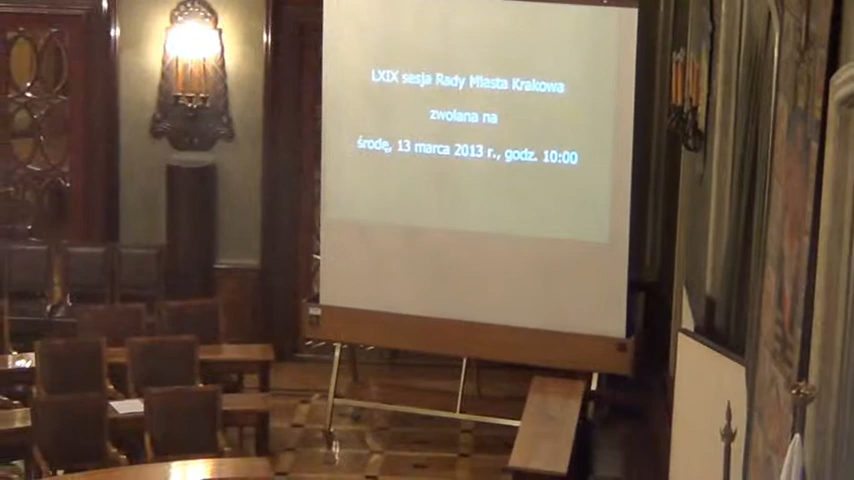 LXIX sesja Rady Miasta Krakowa
zwołana na
środę, 13 marca 2013 r., godz. 10:00